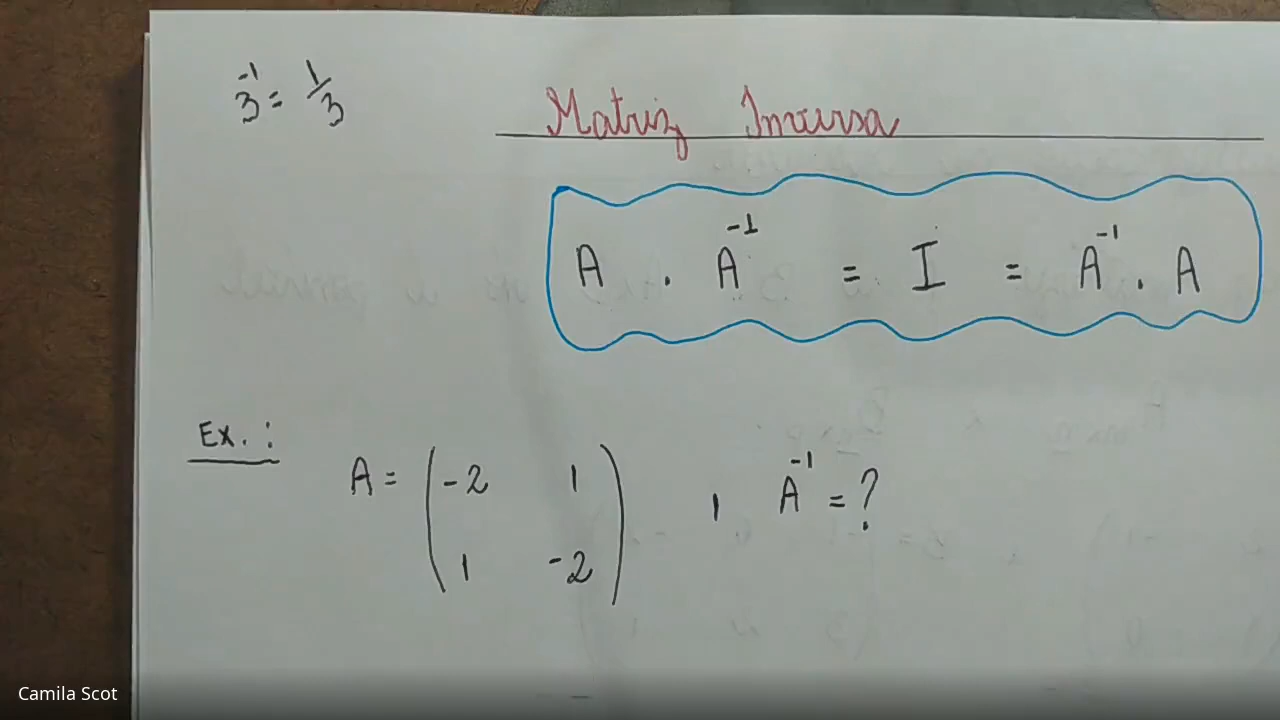 3⁻¹ = 1/3
Matriz Inversa
A . A⁻¹ = I = A⁻¹ . A
Ex.: A = ( -2 1 ) , A⁻¹ = ?
( 1 -2 )
Camila Scot